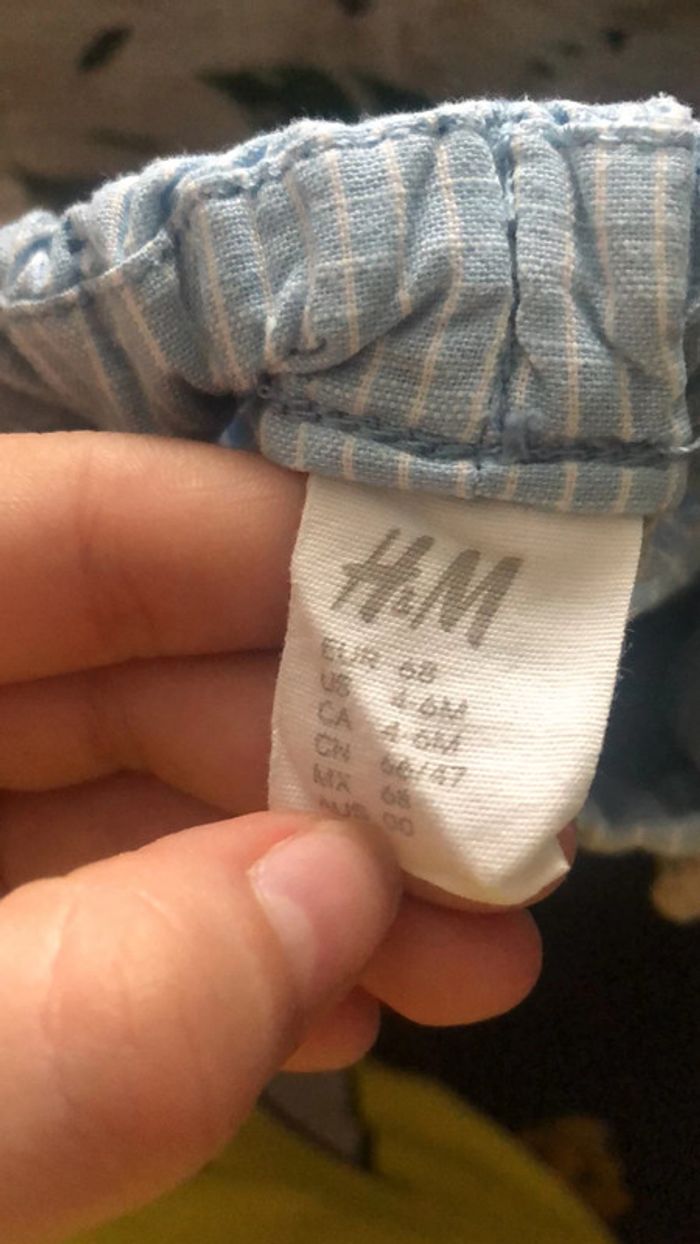 H&M
EUR 68
US 4-6M
CA 4-6M
CN 66/47
MX 68
AUS 00